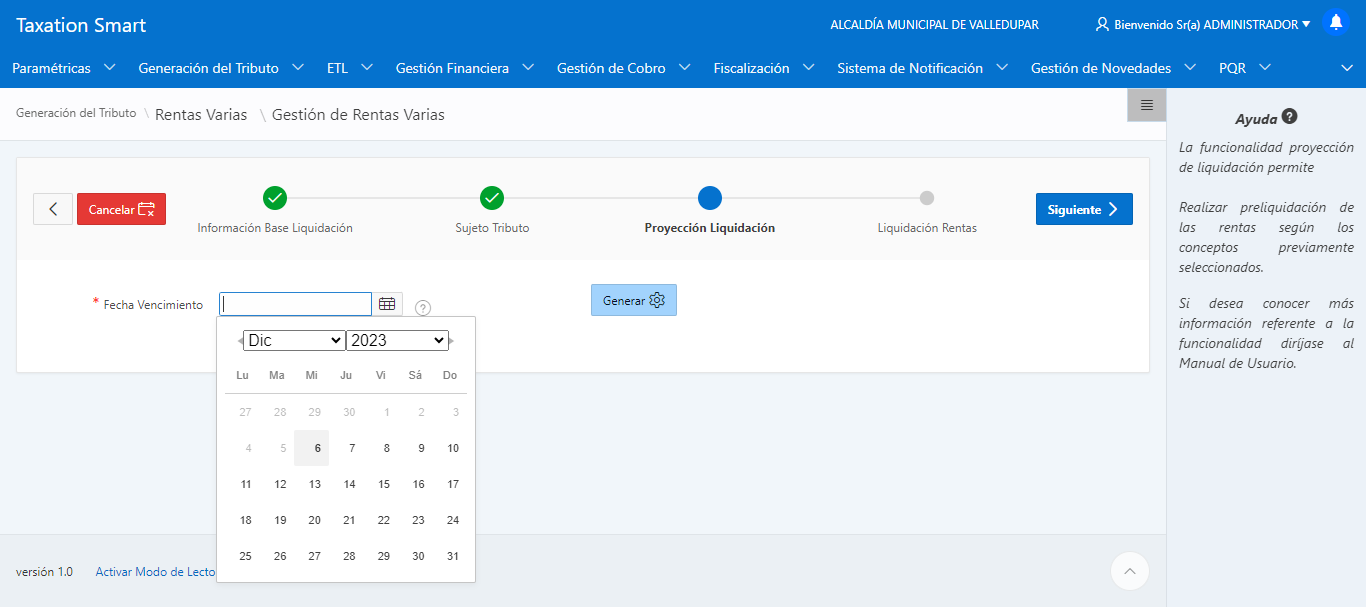 Taxation Smart
ALCALDÍA MUNICIPAL DE VALLEDUPAR
Bienvenido Sr(a) ADMINISTRADOR
Paramétricas Generación del Tributo ETL Gestión Financiera Gestión de Cobro Fiscalización Sistema de Notificación Gestión de Novedades PQR
Generación del Tributo \ Rentas Varias \ Gestión de Rentas Varias
Cancelar
Información Base Liquidación
Sujeto Tributo
Proyección Liquidación
Liquidación Rentas
Siguiente
* Fecha Vencimiento
?
Generar
Dic 2023
Lu Ma Mi Ju Vi Sá Do
27 28 29 30 1 2 3
4 5 6 7 8 9 10
11 12 13 14 15 16 17
18 19 20 21 22 23 24
25 26 27 28 29 30 31
versión 1.0 Activar Modo de Lecto
Ayuda ?
La funcionalidad proyección
de liquidación permite
Realizar preliquidación de
las rentas según los
conceptos previamente
seleccionados.
Si desea conocer más
información referente a la
funcionalidad diríjase al
Manual de Usuario.